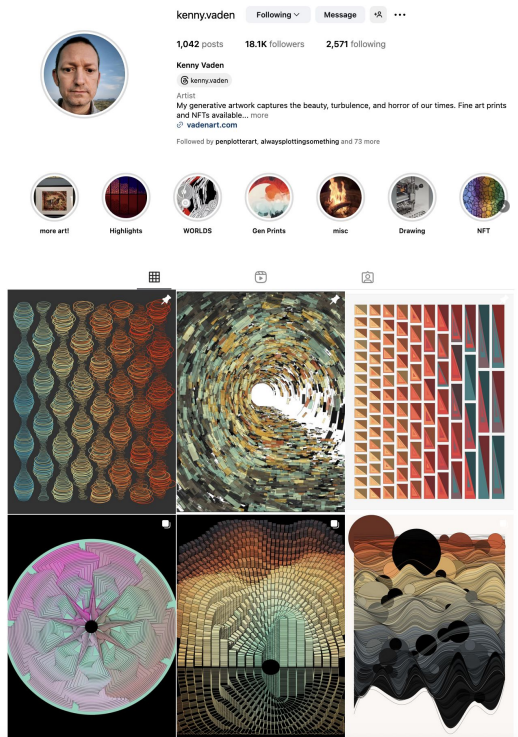 kenny.vaden Following Message
1,042 posts 18.1K followers 2,571 following
Kenny Vaden
kenny.vaden
Artist
My generative artwork captures the beauty, turbulence, and horror of our times. Fine art prints
and NFTs available... more
vadenart.com
Followed by penplotterart, alwaysplottingsomething and 73 more
more art! Highlights WORLDS Gen Prints misc Drawing NFT